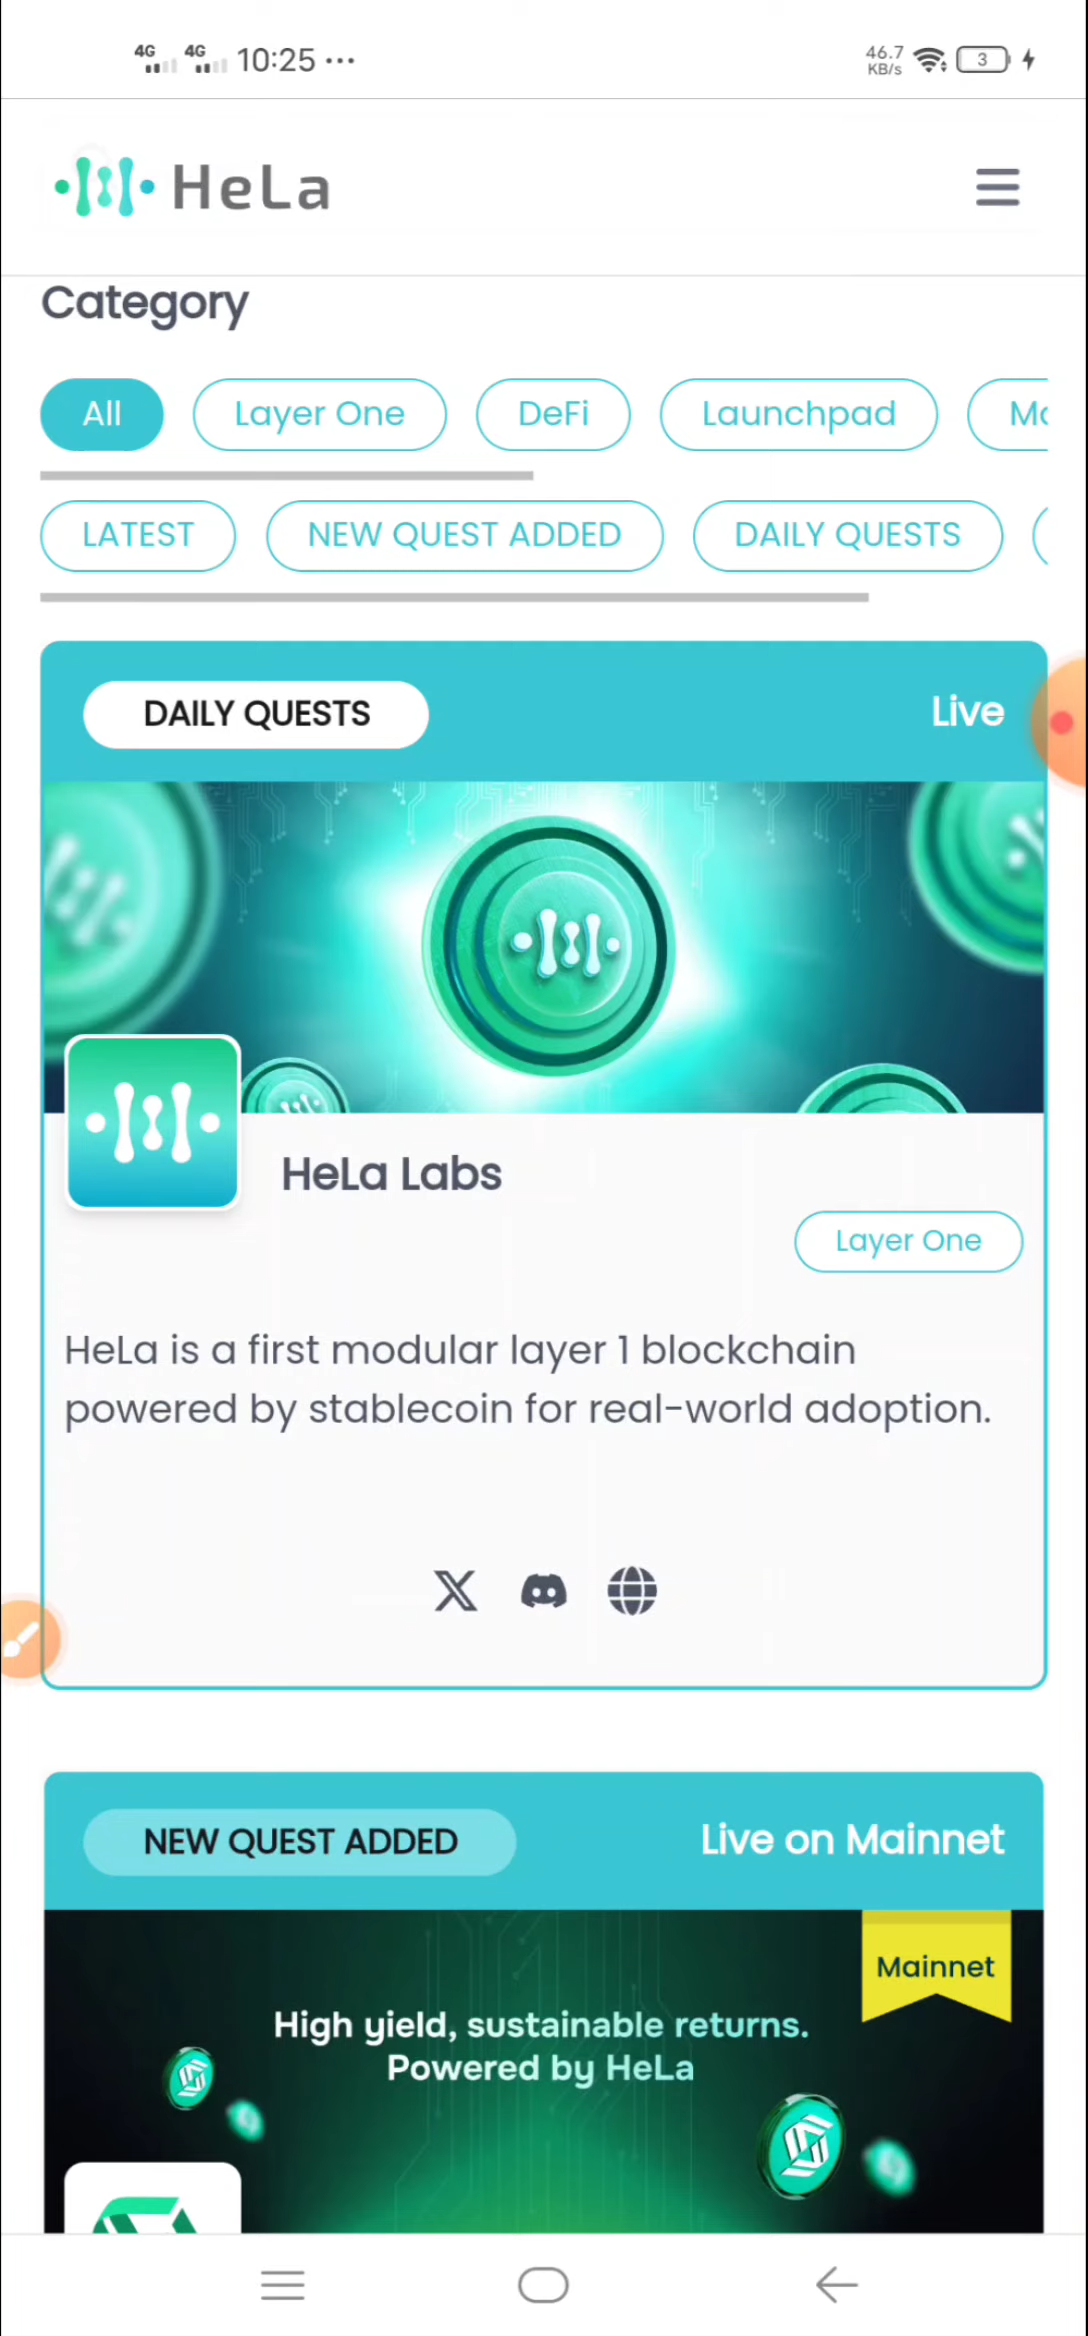 4G 4G 10:25 ...
46.7 KB/s 3
HeLa
Category
All Layer One DeFi Launchpad
LATEST NEW QUEST ADDED DAILY QUESTS
DAILY QUESTS Live
HeLa Labs
Layer One
HeLa is a first modular layer 1 blockchain
powered by stablecoin for real-world adoption.
NEW QUEST ADDED Live on Mainnet
Mainnet
High yield, sustainable returns.
Powered by HeLa